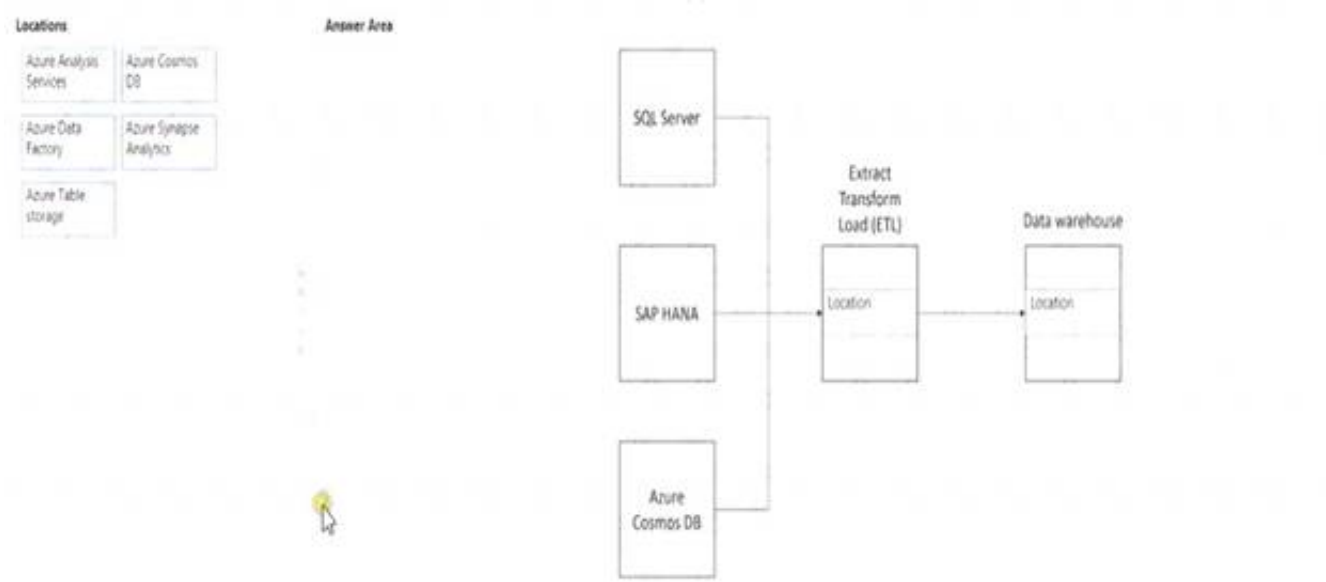 Locations
Answer Area
Azure Analysis
Services
Azure Cosmos
DB
Azure Data
Factory
Azure Synapse
Analytics
Azure Table
storage
SQL Server
SAP HANA
Azure
Cosmos DB
Extract
Transform
Load (ETL)
Location
Data warehouse
Location